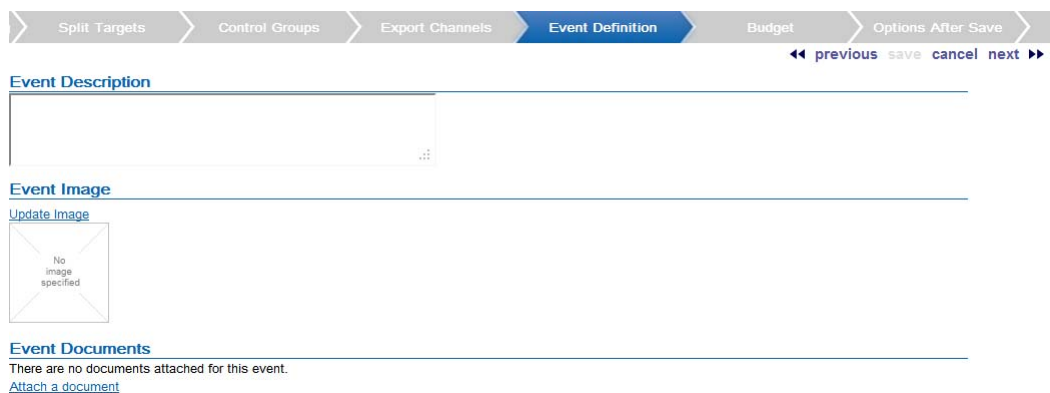 Split Targets Control Groups Export Channels Event Definition Budget Options After Save
previous save cancel next
Event Description
Event Image
Update Image
No
image
specified
Event Documents
There are no documents attached for this event.
Attach a document